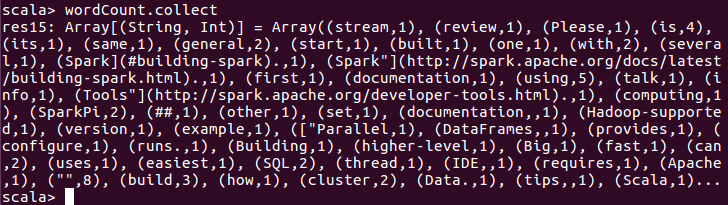 scala> wordCount.collect
res15: Array[(String, Int)] = Array((stream,1), (review,1), (Please,1), (is,4),
(its,1), (same,1), (general,2), (start,1), (built,1), (one,1), (with,2), (severa
l,1), (Spark](#building-spark).,1), (Spark"](http://spark.apache.org/docs/latest
/building-spark.html).,1), (first,1), (documentation,1), (using,5), (talk,1), (i
nfo,1), (Tools"](http://spark.apache.org/developer-tools.html).,1), (computing,1
), (SparkPi,2), (##,1), (other,1), (set,1), (documentation,,1), (Hadoop-supporte
d,1), (version,1), (example,1), (["Parallel,1), (DataFrames,,1), (provides,1), (
configure,1), (runs.,1), (Building,1), (higher-level,1), (Big,1), (fast,1), (can
,2), (uses,1), (easiest,1), (SQL,2), (thread,1), (IDE,,1), (requires,1), (Apache
,1), ("",8), (build,3), (how,1), (cluster,2), (Data.,1), (tips,,1), (Scala,1)...
scala>